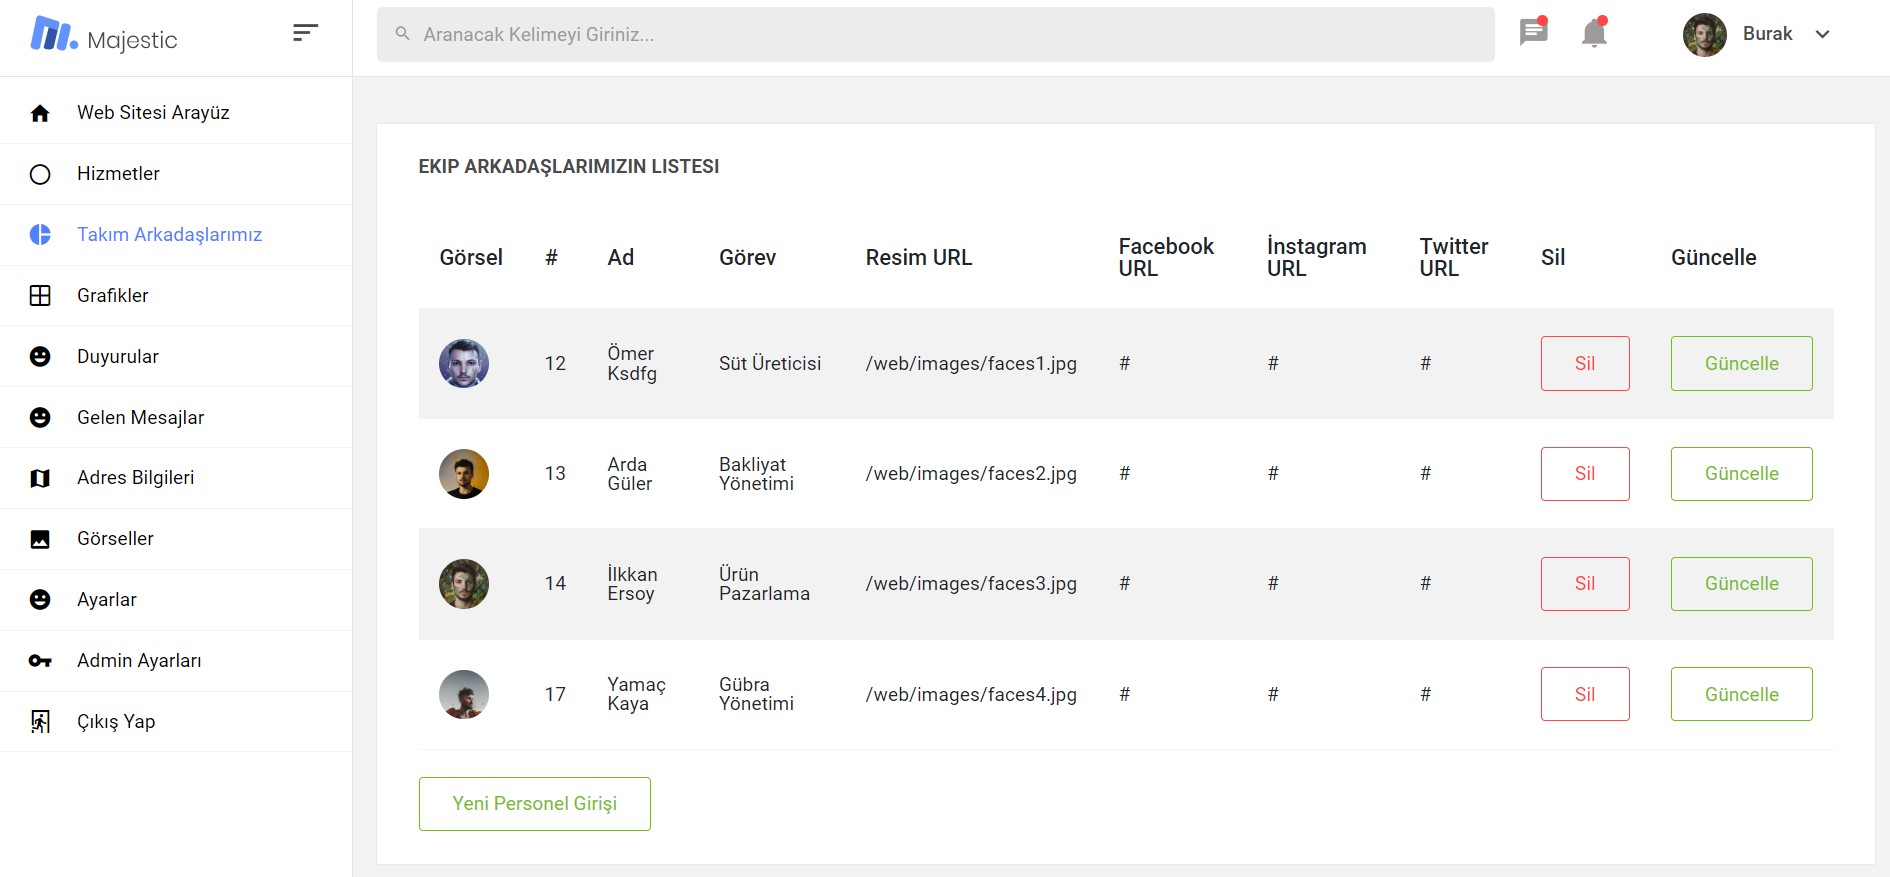 Majestic
Aranacak Kelimeyi Giriniz...
Burak
Web Sitesi Arayüz
Hizmetler
Takım Arkadaşlarımız
Grafikler
Duyurular
Gelen Mesajlar
Adres Bilgileri
Görseller
Ayarlar
Admin Ayarları
Çıkış Yap
EKIP ARKADAŞLARIMIZIN LISTESI
Görsel # Ad Görev Resim URL Facebook URL İnstagram URL Twitter URL Sil Güncelle
12 Ömer Ksdfg Süt Üreticisi /web/images/faces1.jpg # # # Sil Güncelle
13 Arda Güler Bakliyat Yönetimi /web/images/faces2.jpg # # # Sil Güncelle
14 İlkkan Ersoy Ürün Pazarlama /web/images/faces3.jpg # # # Sil Güncelle
17 Yamaç Kaya Gübra Yönetimi /web/images/faces4.jpg # # # Sil Güncelle
Yeni Personel Girişi